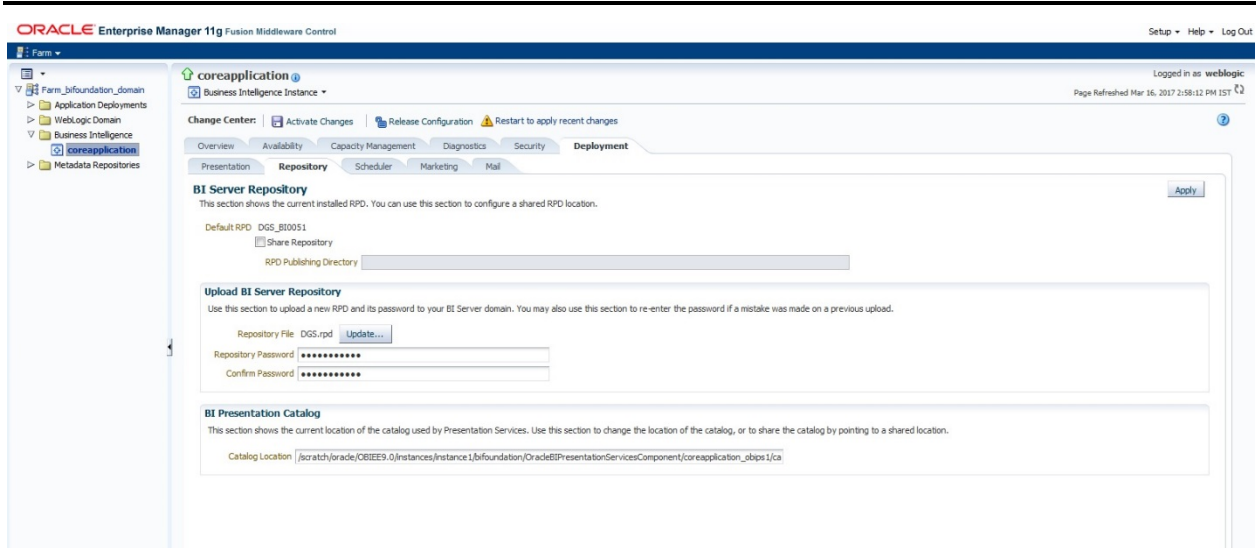 ORACLE Enterprise Manager 11g Fusion Middleware Control
Setup Help Log Out
Farm
Farm_bifoundation_domain
Application Deployments
WebLogic Domain
Business Intelligence
coreapplication
Metadata Repositories
coreapplication
Logged in as weblogic
Business Intelligence Instance
Page Refreshed Mar 16, 2017 2:58:12 PM IST
Change Center: Activate Changes Release Configuration Restart to apply recent changes
Overview Availability Capacity Management Diagnostics Security Deployment
Presentation Repository Scheduler Marketing Mail
BI Server Repository
Apply
This section shows the current installed RPD. You can use this section to configure a shared RPD location.
Default RPD DGS_BI0051
Share Repository
RPD Publishing Directory
Upload BI Server Repository
Use this section to upload a new RPD and its password to your BI Server domain. You may also use this section to re-enter the password if a mistake was made on a previous upload.
Repository File DGS.rpd Update...
Repository Password •••••••••••
Confirm Password •••••••••••
BI Presentation Catalog
This section shows the current location of the catalog used by Presentation Services. Use this section to change the location of the catalog, or to share the catalog by pointing to a shared location.
Catalog Location /scratch/oracle/OBIEE9.0/instances/instance1/bifoundation/OracleBIPresentationServicesComponent/coreapplication_obips1/ca